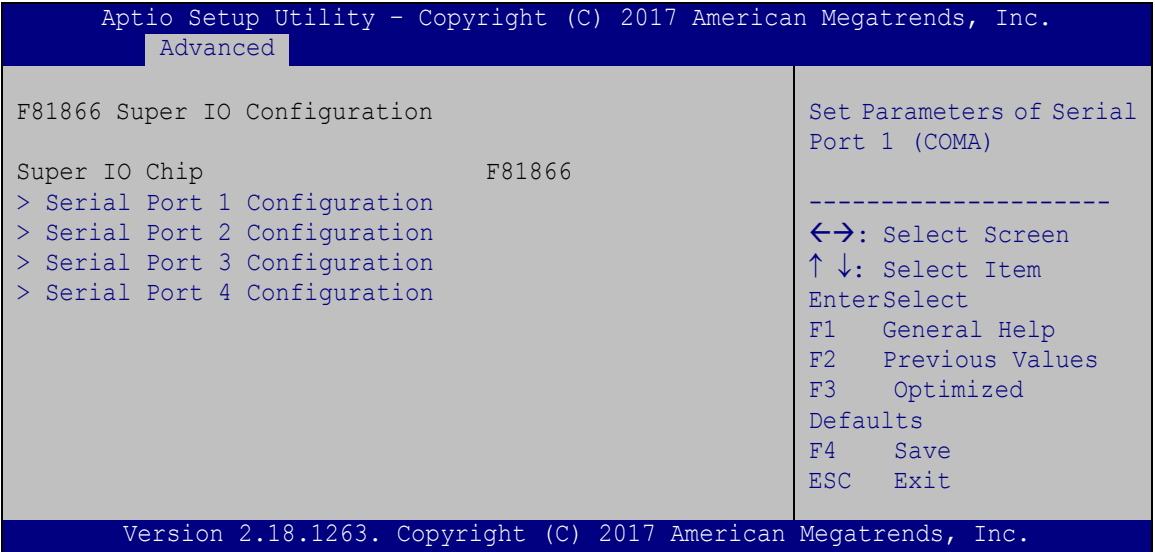 Aptio Setup Utility – Copyright (C) 2017 American Megatrends, Inc.
Advanced
F81866 Super IO Configuration
Super IO Chip F81866
> Serial Port 1 Configuration
> Serial Port 2 Configuration
> Serial Port 3 Configuration
> Serial Port 4 Configuration
Set Parameters of Serial
Port 1 (COMA)
---------------------
←→: Select Screen
↑ ↓: Select Item
EnterSelect
F1 General Help
F2 Previous Values
F3 Optimized
Defaults
F4 Save
ESC Exit
Version 2.18.1263. Copyright (C) 2017 American Megatrends, Inc.